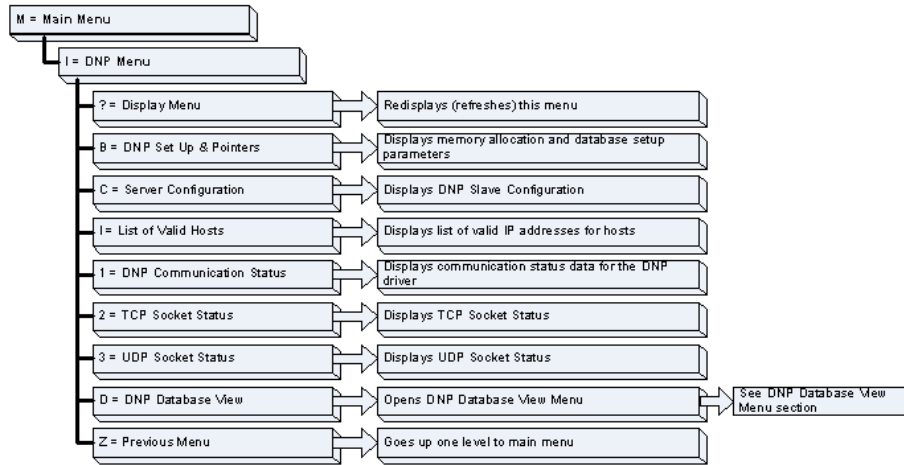 M = Main Menu
I = DNP Menu
? = Display Menu
Redisplays (refreshes) this menu
B = DNP Set Up & Pointers
Displays memory allocation and database setup
parameters
C = Server Configuration
Displays DNP Slave Configuration
I = List of Valid Hosts
Displays list of valid IP addresses for hosts
1 = DNP Communication Status
Displays communication status data for the DNP
driver
2 = TCP Socket Status
Displays TCP Socket Status
3 = UDP Socket Status
Displays UDP Socket Status
D = DNP Database View
Opens DNP Database View Menu
See DNP Database View
Menu section
Z = Previous Menu
Goes up one level to main menu